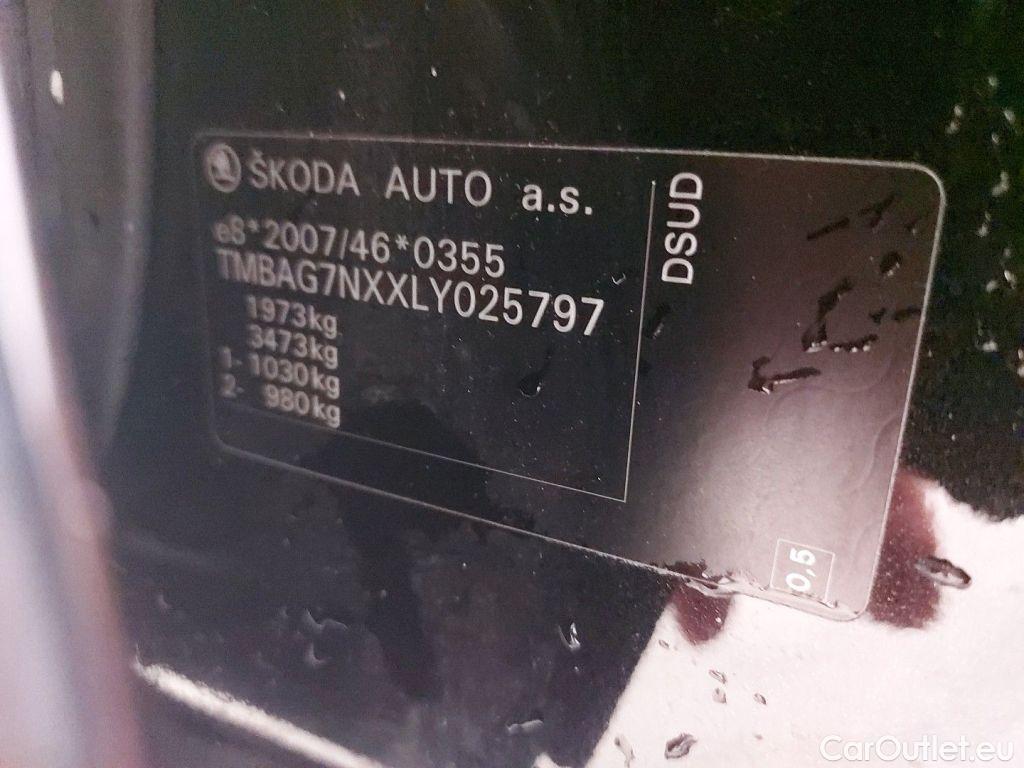 ŠKODA AUTO a.s.
e8*2007/46*0355
TMBAG7NXXLY025797
1973kg
3473kg
1- 1030kg
2- 980kg
DSUD
0,5
CarOutlet.eu